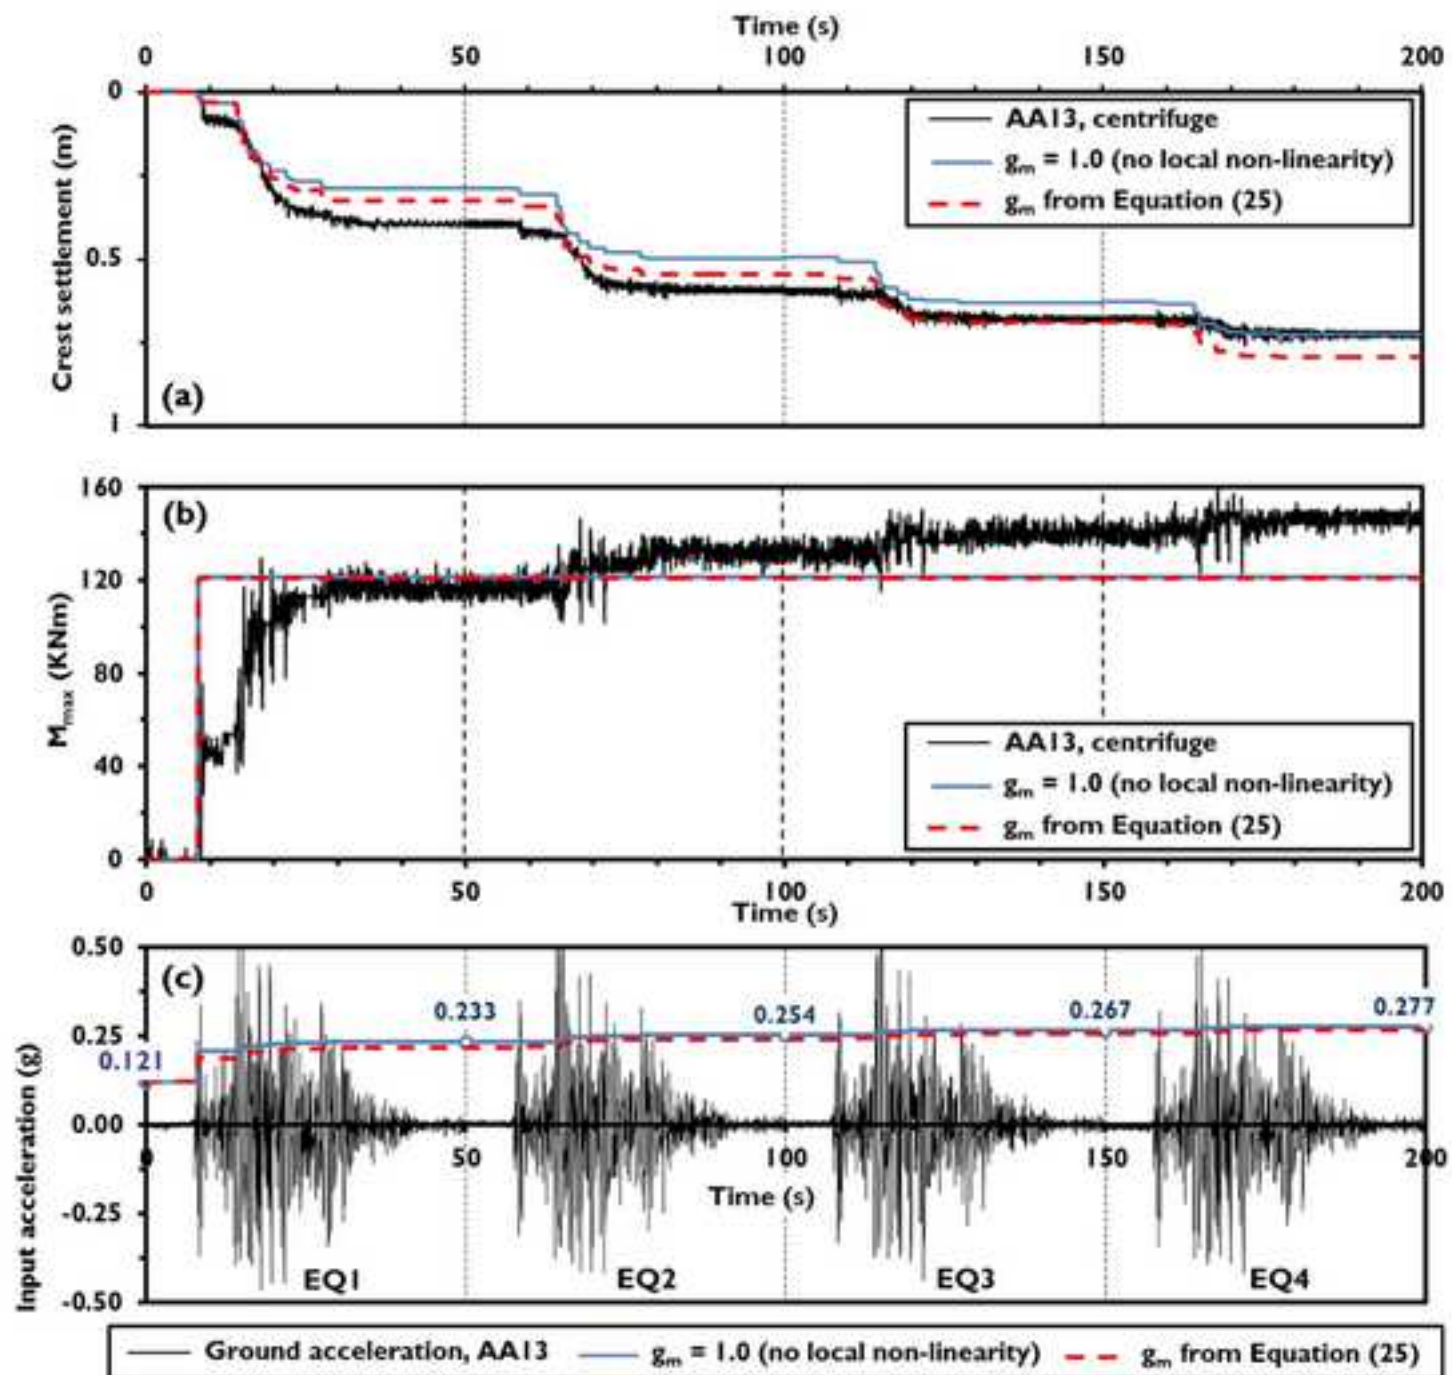 Time (s)
0 50 100 150 200
0
0.5
1
Crest settlement (m)
(a)
AA13, centrifuge
gₘ = 1.0 (no local non-linearity)
gₘ from Equation (25)
160
120
80
40
0
Mₘₐₓ (KNm)
(b)
AA13, centrifuge
gₘ = 1.0 (no local non-linearity)
gₘ from Equation (25)
0 50 100 150 200
Time (s)
0.50
0.25
0.00
-0.25
-0.50
Input acceleration (g)
(c)
0.121
0.233
0.254
0.267
0.277
0 50 100 150 200
Time (s)
EQ1 EQ2 EQ3 EQ4
Ground acceleration, AA13 gₘ = 1.0 (no local non-linearity) gₘ from Equation (25)